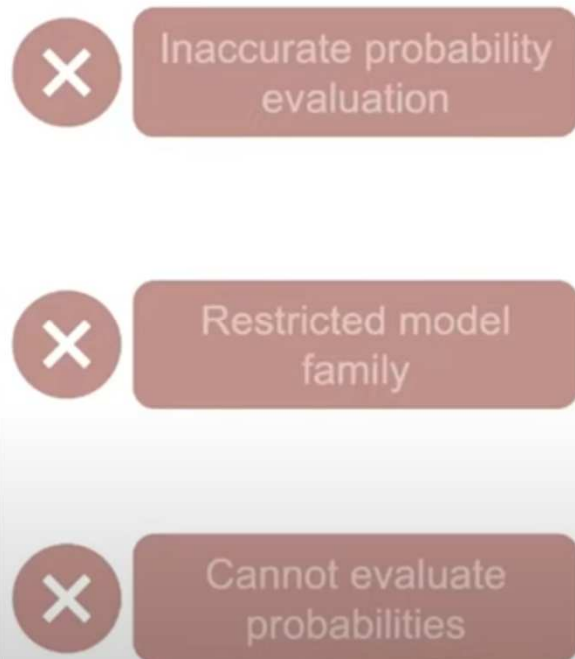 Inaccurate probability
evaluation
Restricted model
family
Cannot evaluate
probabilities